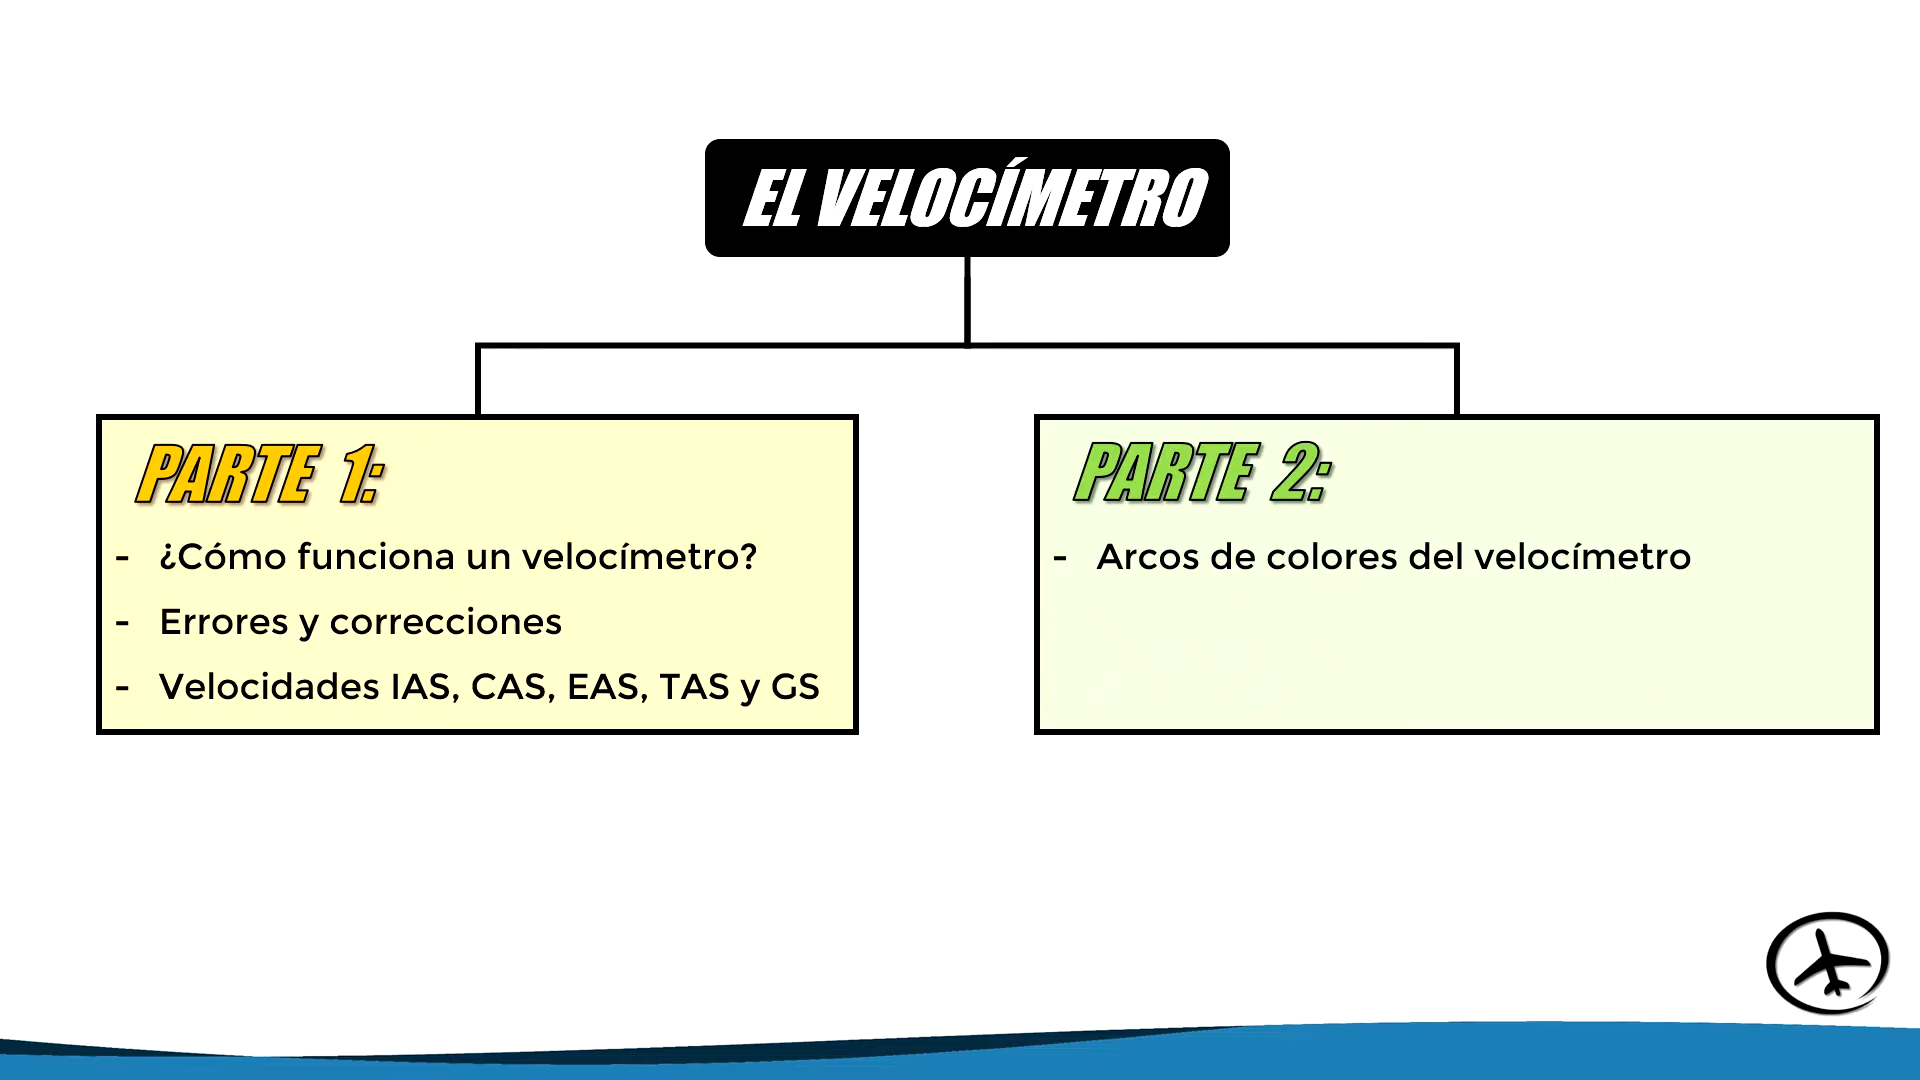 EL VELOCÍMETRO
PARTE 1:
- ¿Cómo funciona un velocímetro?
- Errores y correcciones
- Velocidades IAS, CAS, EAS, TAS y GS
PARTE 2:
- Arcos de colores del velocímetro